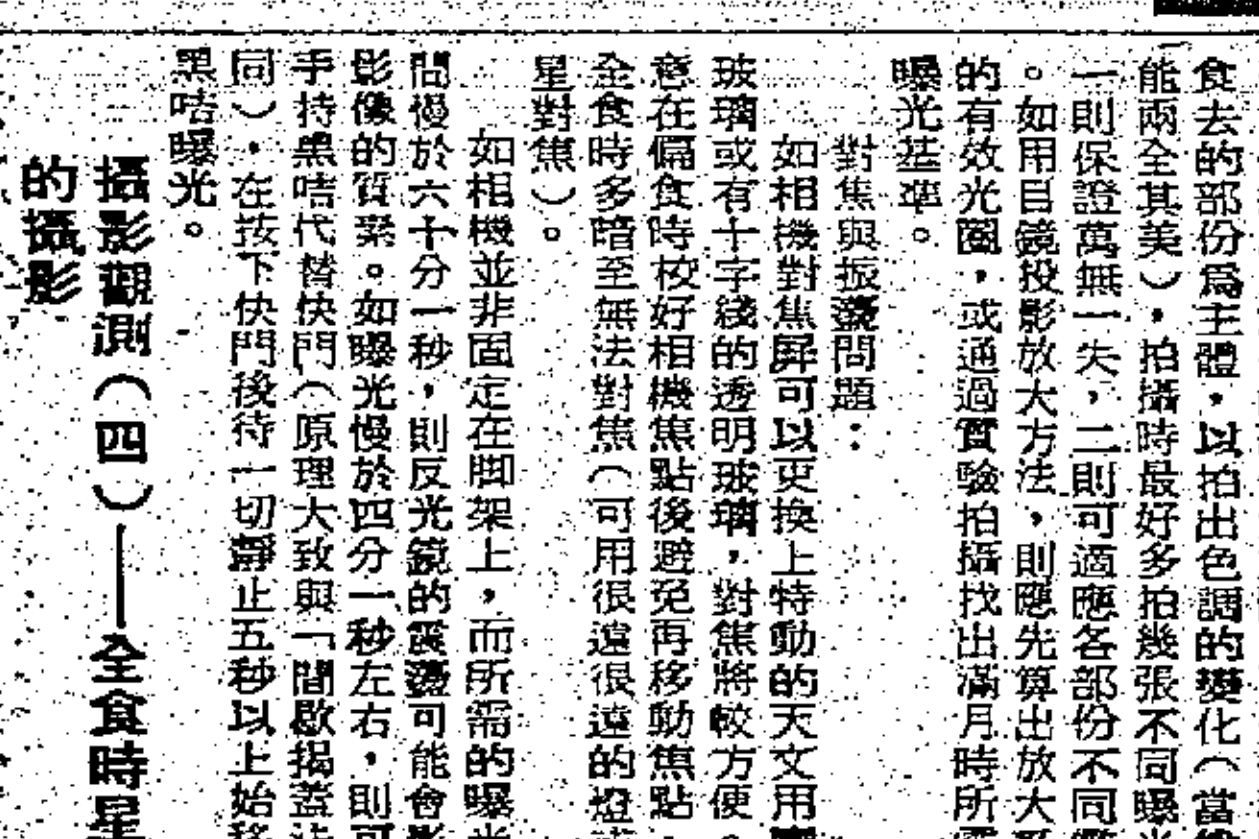 食去的部份爲主體，以拍出色調的變化（當
能兩全其美），拍攝時最好多拍幾張不同曝
一則保證萬無一失，二則可適應各部份不同
。如用目鏡投影放大方法，則應先算出放大
的有效光圈，或通過實驗拍攝找出滿月時所
曝光基準。
對焦與振盪問題：
如相機對焦屏可以更換上特動的天文用
玻璃或有十字綫的透明玻璃，對焦將較方便。
意在偏食時校好相機焦點後避免再移動焦點，
全食時多暗至無法對焦（可用很遠很遠的燈
星對焦）。
如相機並非固定在脚架上，而所需的曝光
間慢於六十分一秒，則反光鏡的震盪可能會影
影像的質素。如曝光慢於四分一秒左右，則可
手持黑咭代替快門（原理大致與「間歇揭蓋法
同），在按下快門後待一切靜止五秒以上始移
黑咭曝光。
攝影觀測（四）——全食時星
的攝影